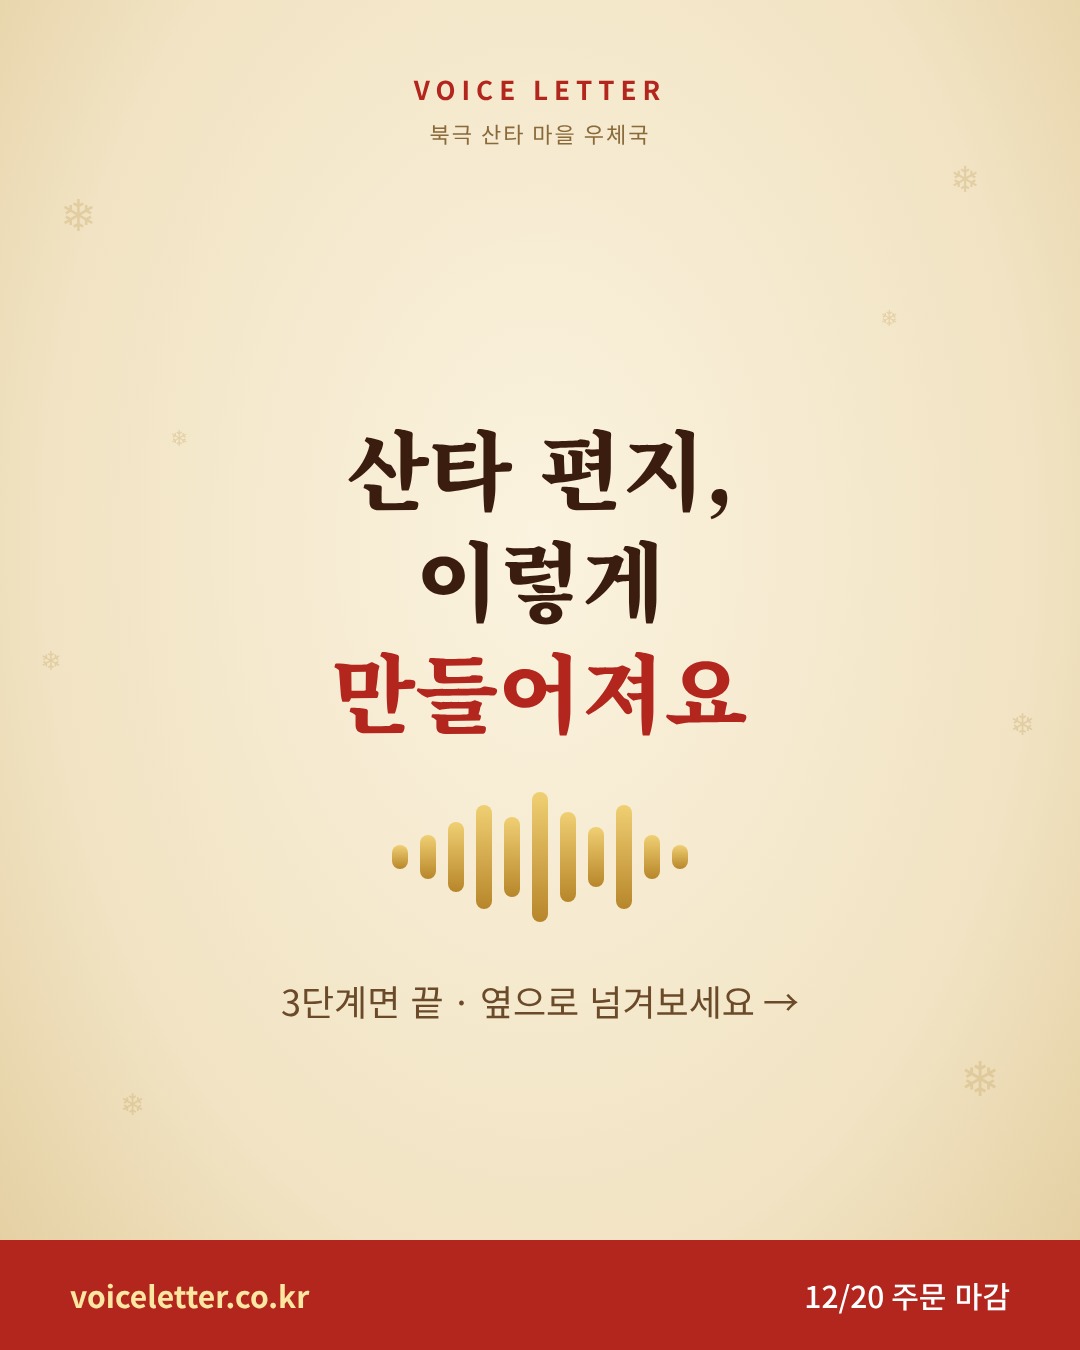 VOICE LETTER
북극 산타 마을 우체국
산타 편지,
이렇게
만들어져요
3단계면 끝 · 옆으로 넘겨보세요 →
voiceletter.co.kr
12/20 주문 마감